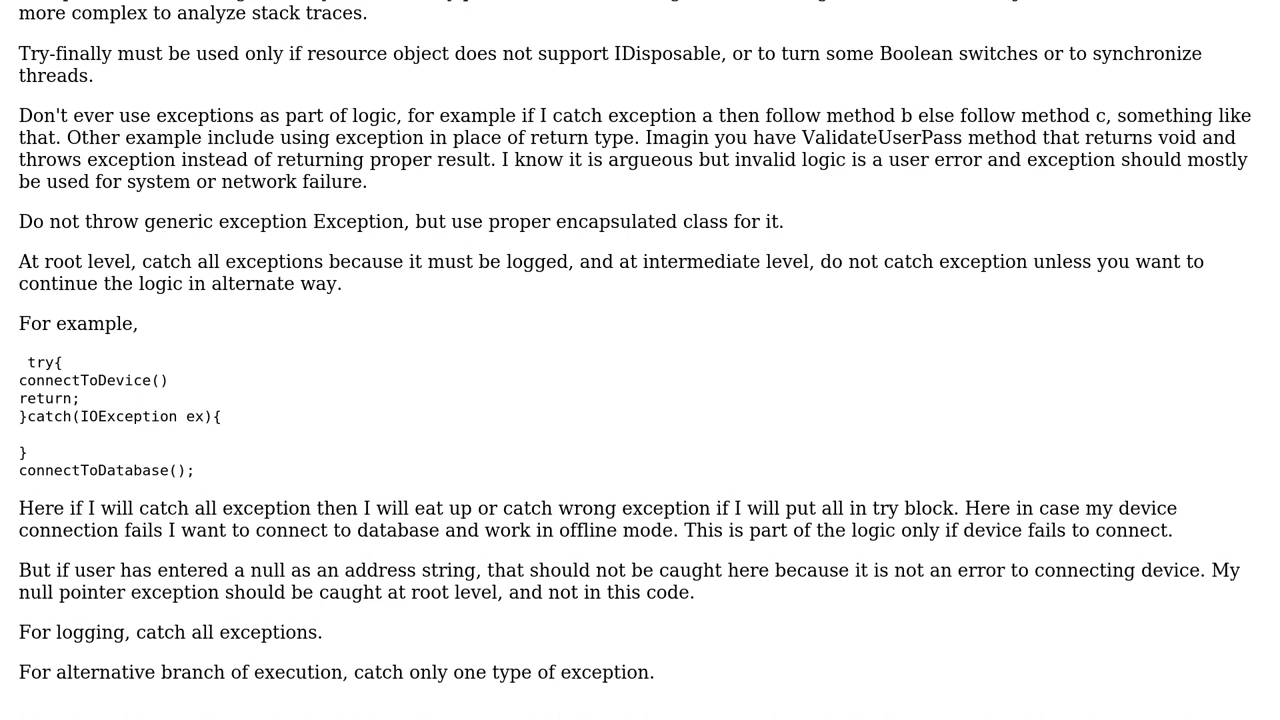 more complex to analyze stack traces.
Try-finally must be used only if resource object does not support IDisposable, or to turn some Boolean switches or to synchronize
threads.
Don't ever use exceptions as part of logic, for example if I catch exception a then follow method b else follow method c, something like
that. Other example include using exception in place of return type. Imagin you have ValidateUserPass method that returns void and
throws exception instead of returning proper result. I know it is argueous but invalid logic is a user error and exception should mostly
be used for system or network failure.
Do not throw generic exception Exception, but use proper encapsulated class for it.
At root level, catch all exceptions because it must be logged, and at intermediate level, do not catch exception unless you want to
continue the logic in alternate way.
For example,
try{
connectToDevice()
return;
}catch(IOException ex){
}
connectToDatabase();
Here if I will catch all exception then I will eat up or catch wrong exception if I will put all in try block. Here in case my device
connection fails I want to connect to database and work in offline mode. This is part of the logic only if device fails to connect.
But if user has entered a null as an address string, that should not be caught here because it is not an error to connecting device. My
null pointer exception should be caught at root level, and not in this code.
For logging, catch all exceptions.
For alternative branch of execution, catch only one type of exception.